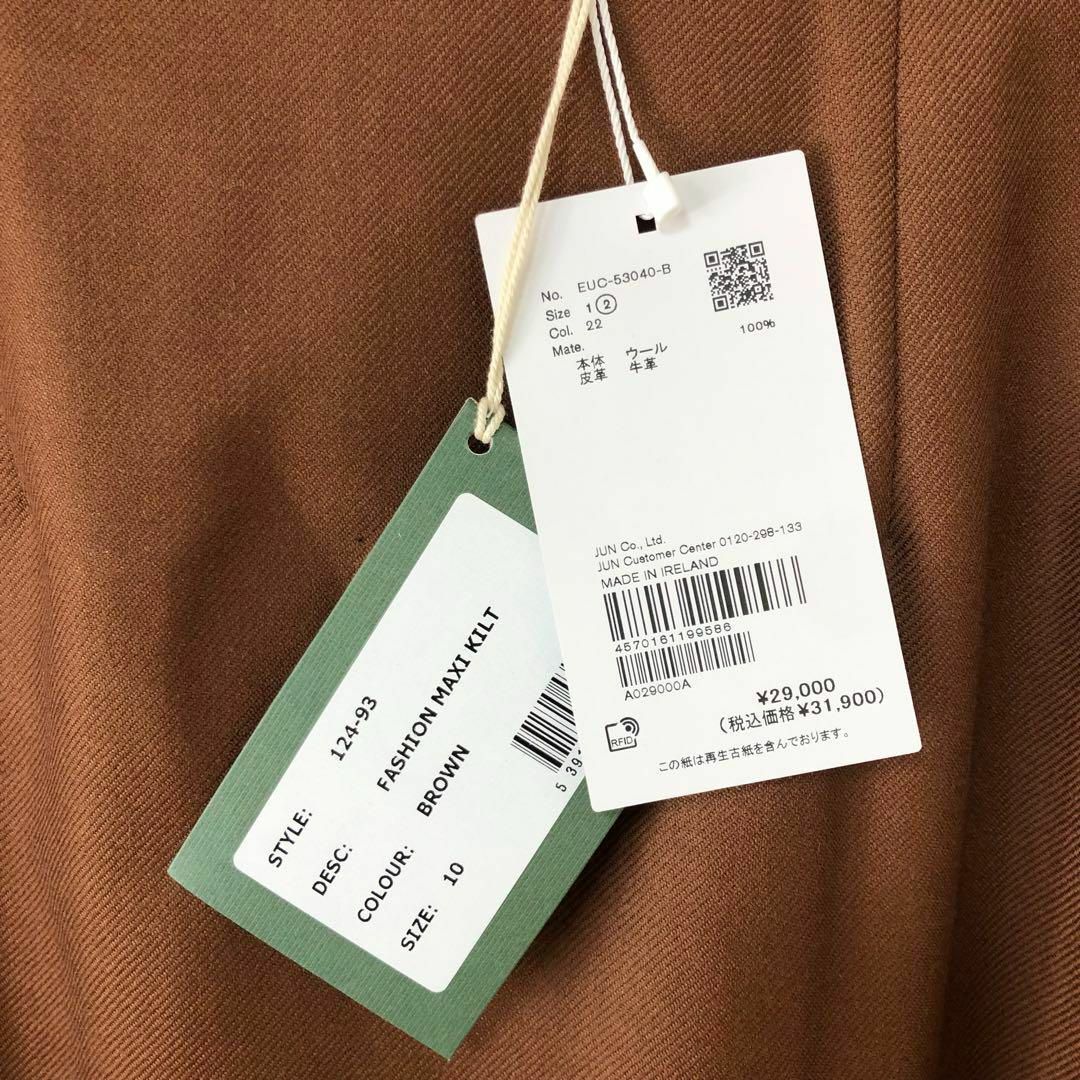 No. EUC-53040-B
Size 1 ②
Col. 22
Mate. 100%
本体 ウール
皮革 牛革
JUN Co., Ltd.
JUN Customer Center 0120-298-133
MADE IN IRELAND
4570161199586
A029000A
¥29,000
(税込価格¥31,900)
RFID
この紙は再生古紙を含んでおります。
STYLE: 124-93
DESC: FASHION MAXI KILT
COLOUR: BROWN
SIZE: 10
5 39